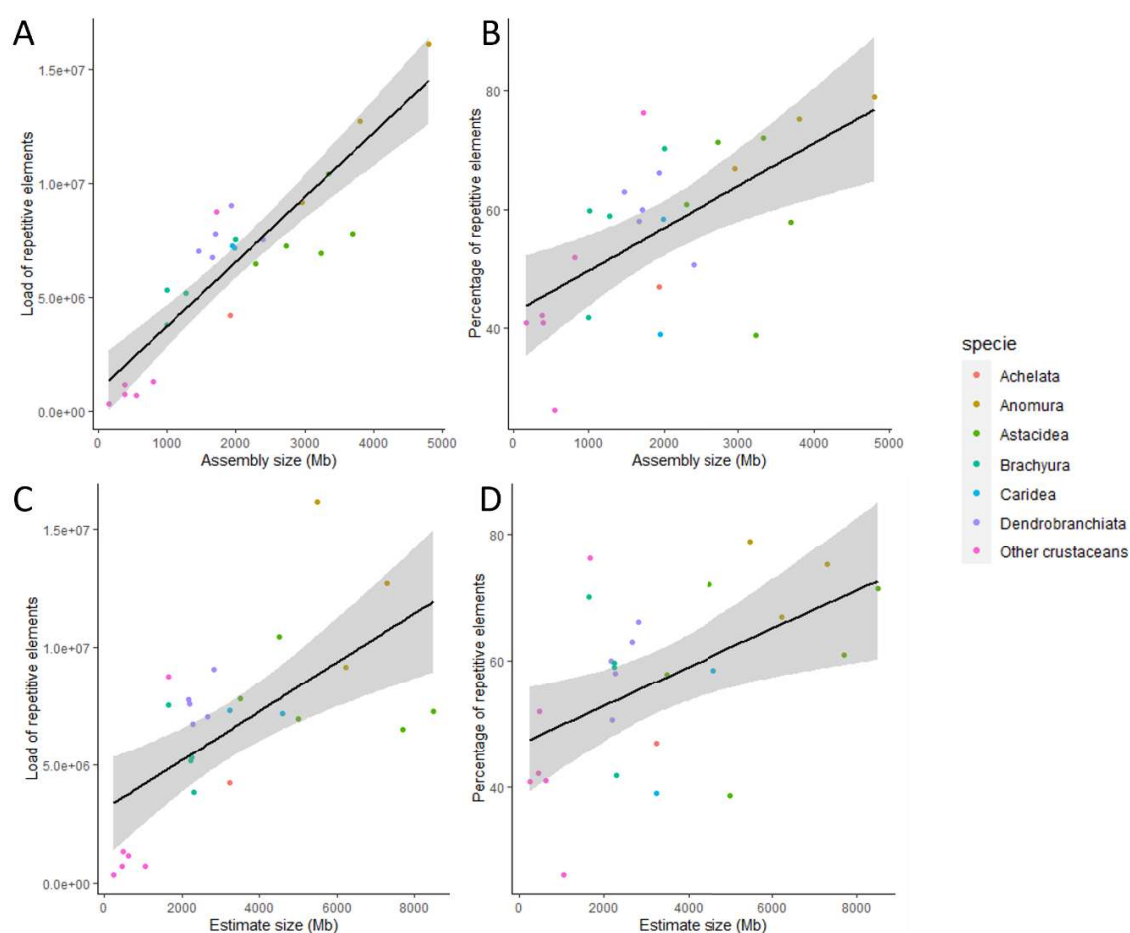 A
Load of repetitive elements
1.5e+07
1.0e+07
5.0e+06
0.0e+00
0 1000 2000 3000 4000 5000
Assembly size (Mb)
B
Percentage of repetitive elements
80
60
40
0 1000 2000 3000 4000 5000
Assembly size (Mb)
specie
Achelata
Anomura
Astacidea
Brachyura
Caridea
Dendrobranchiata
Other crustaceans
C
Load of repetitive elements
1.5e+07
1.0e+07
5.0e+06
0.0e+00
0 2000 4000 6000 8000
Estimate size (Mb)
D
Percentage of repetitive elements
80
60
40
0 2000 4000 6000 8000
Estimate size (Mb)